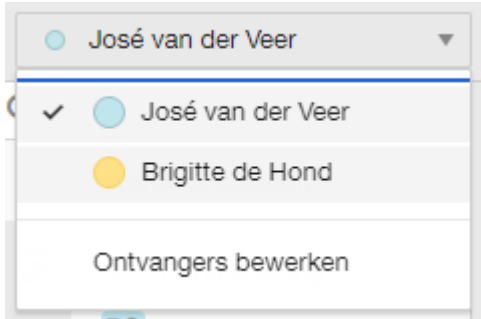 José van der Veer
José van der Veer
Brigitte de Hond
Ontvangers bewerken